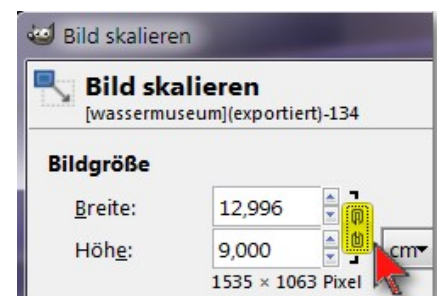 Bild skalieren
Bild skalieren
[wassermuseum](exportiert)-134
Bildgröße
Breite: 12,996
Höhe: 9,000 cm
1535 × 1063 Pixel